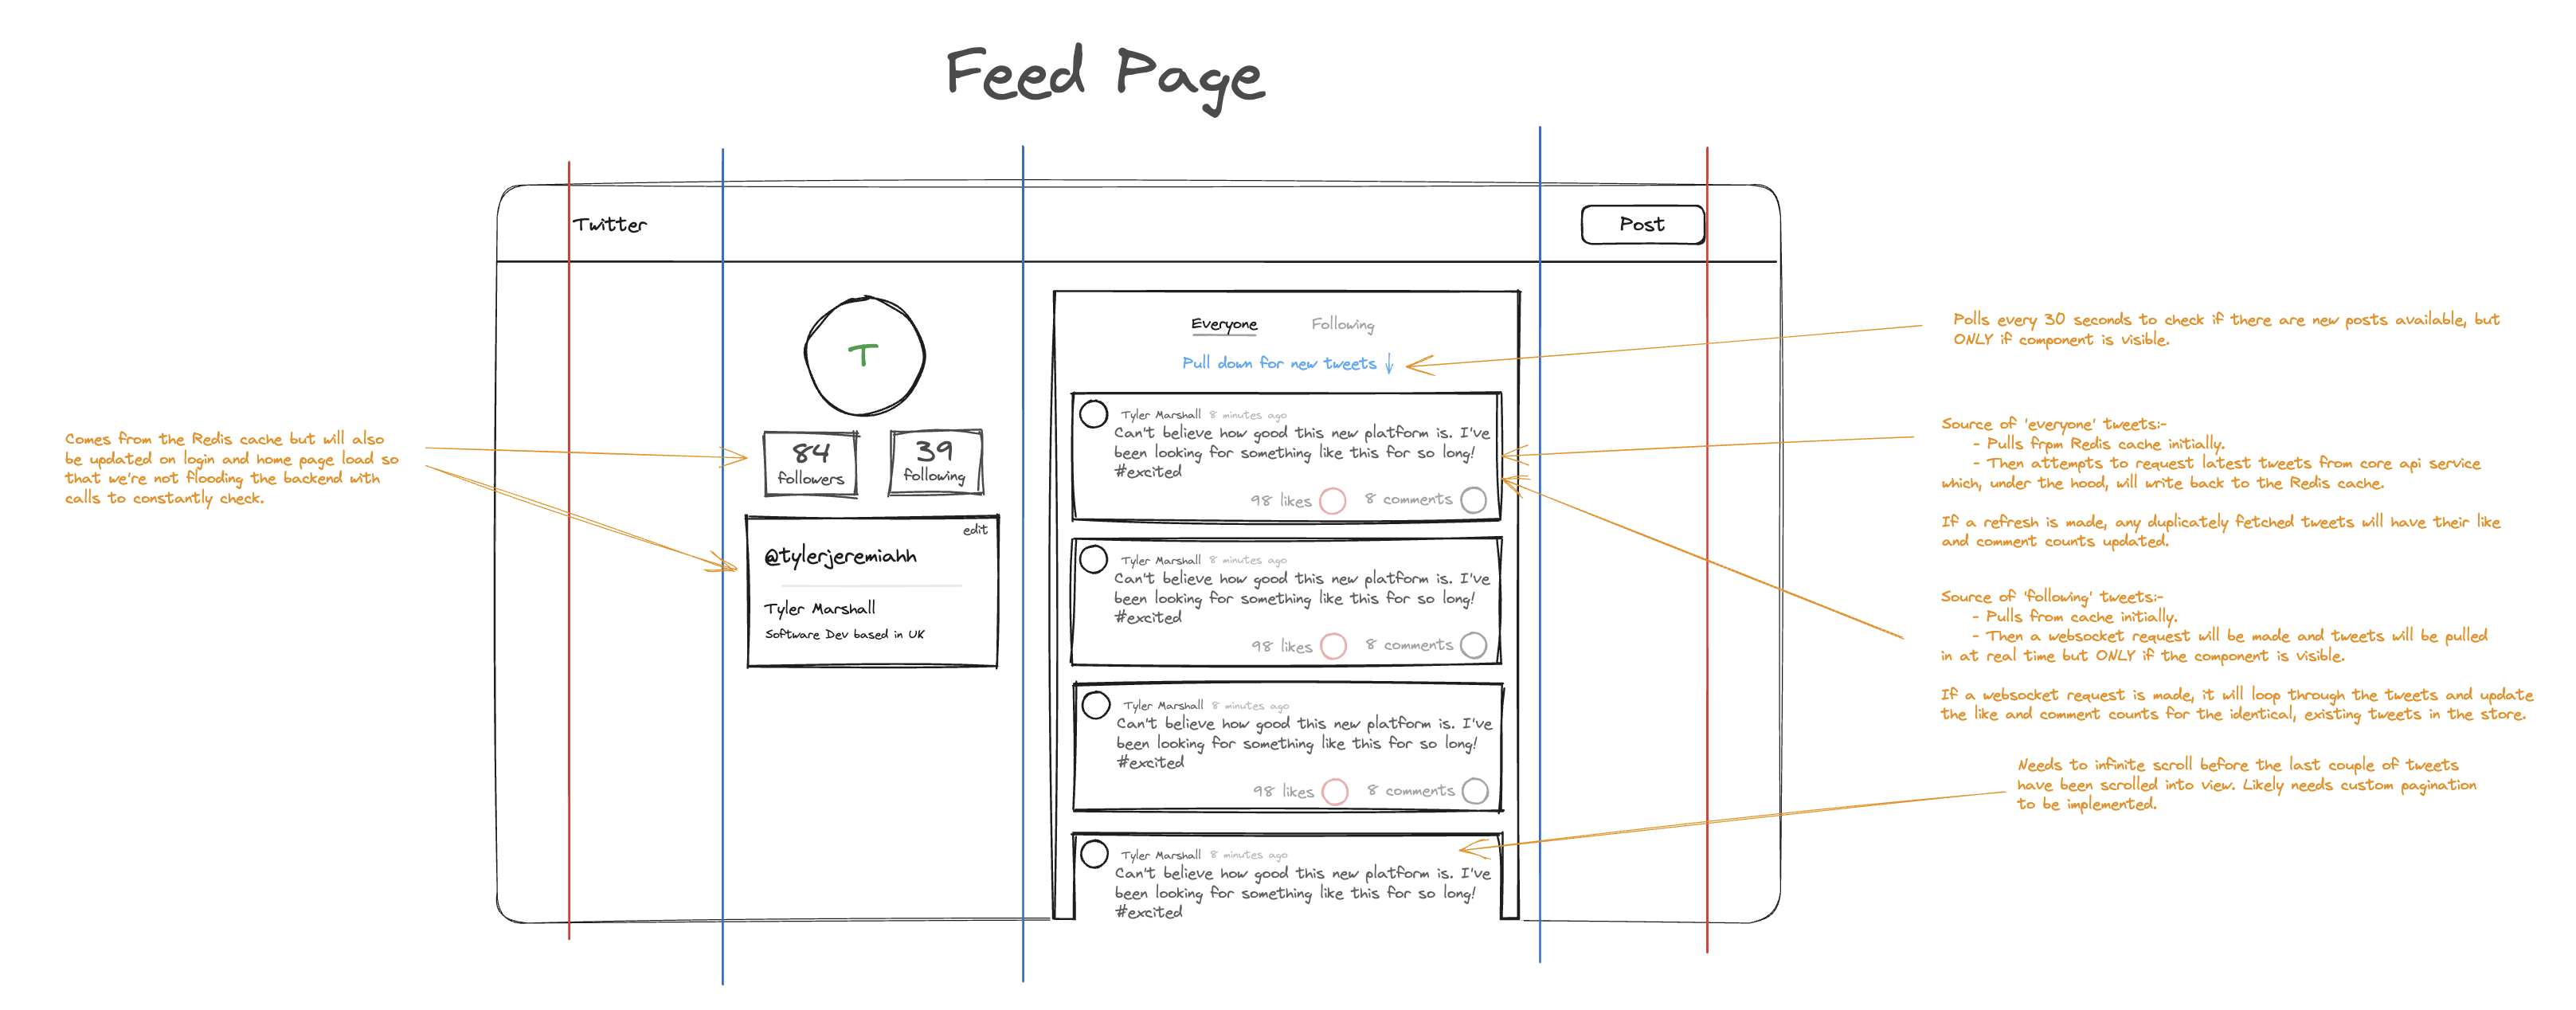 Feed Page
Twitter
Post
Comes from the Redis cache but will also
be updated on login and home page load so
that we're not flooding the backend with
calls to constantly check.
T
84
followers
39
following
edit
@tylerjeremiahh
Tyler Marshall
Software Dev based in UK
Everyone Following
Pull down for new tweets ↓
Tyler Marshall 8 minutes ago
Can't believe how good this new platform is. I've
been looking for something like this for so long!
#excited
98 likes 8 comments
Tyler Marshall 8 minutes ago
Can't believe how good this new platform is. I've
been looking for something like this for so long!
#excited
98 likes 8 comments
Tyler Marshall 8 minutes ago
Can't believe how good this new platform is. I've
been looking for something like this for so long!
#excited
98 likes 8 comments
Tyler Marshall 8 minutes ago
Can't believe how good this new platform is. I've
been looking for something like this for so long!
#excited
Polls every 30 seconds to check if there are new posts available, but
ONLY if component is visible.
Source of 'everyone' tweets:-
- Pulls frpm Redis cache initially.
- Then attempts to request latest tweets from core api service
which, under the hood, will write back to the Redis cache.
If a refresh is made, any duplicately fetched tweets will have their like
and comment counts updated.
Source of 'following' tweets:-
- Pulls from cache initially.
- Then a websocket request will be made and tweets will be pulled
in at real time but ONLY if the component is visible.
If a websocket request is made, it will loop through the tweets and update
the like and comment counts for the identical, existing tweets in the store.
Needs to infinite scroll before the last couple of tweets
have been scrolled into view. Likely needs custom pagination
to be implemented.